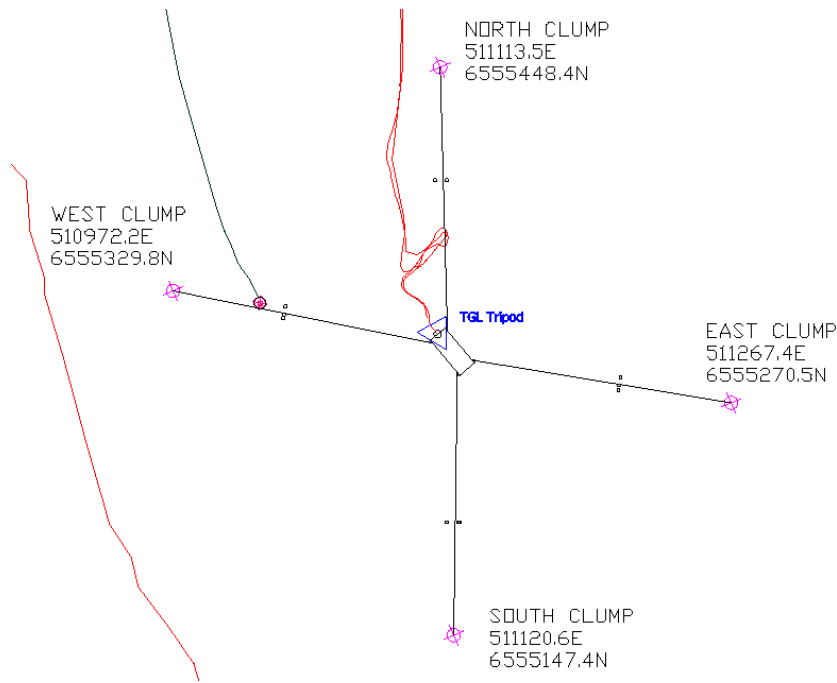 NORTH CLUMP
511113.5E
6555448.4N
WEST CLUMP
510972.2E
6555329.8N
TGL Tripod
EAST CLUMP
511267.4E
6555270.5N
SOUTH CLUMP
511120.6E
6555147.4N